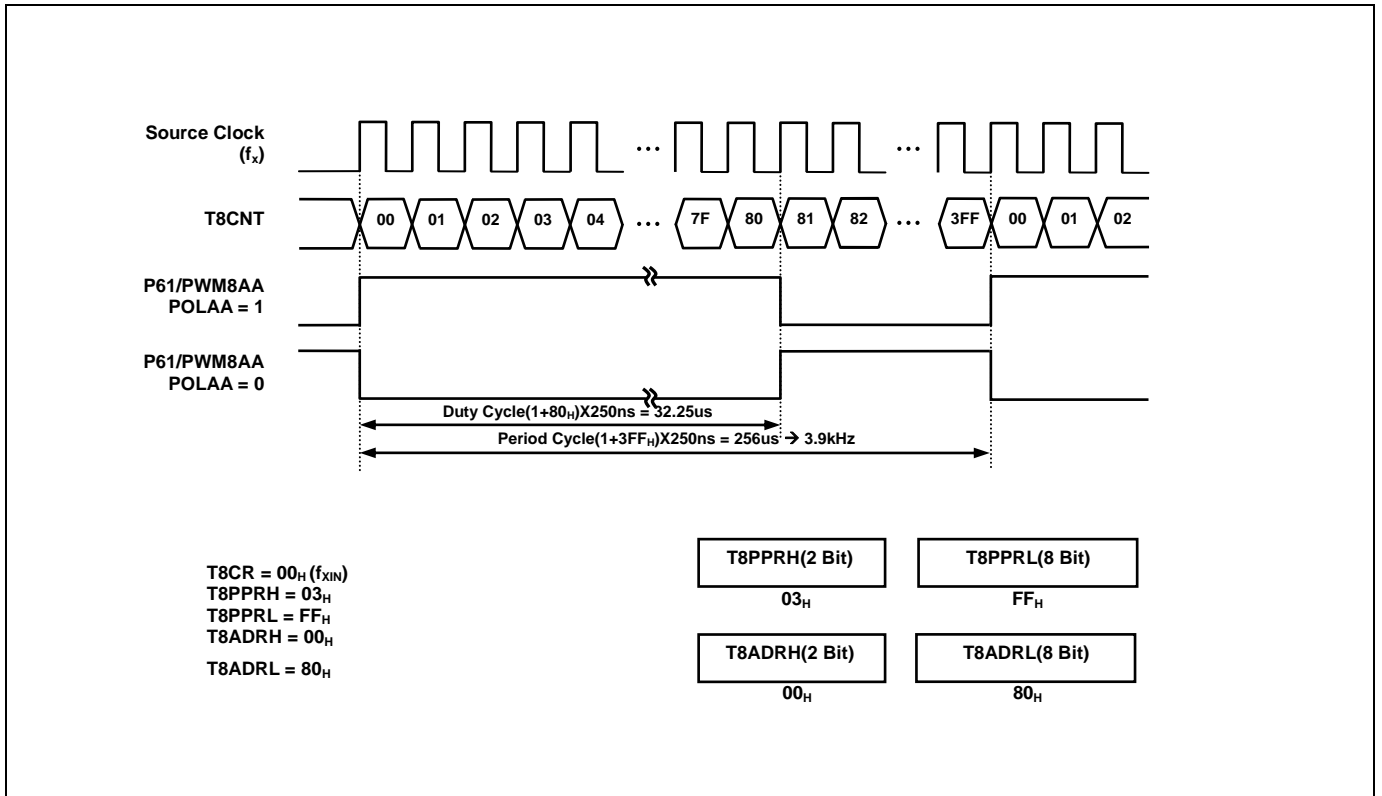 Source Clock
(fx)
T8CNT
00 01 02 03 04 ... 7F 80 81 82 ... 3FF 00 01 02
P61/PWM8AA
POLAA = 1
P61/PWM8AA
POLAA = 0
Duty Cycle(1+80H)X250ns = 32.25us
Period Cycle(1+3FFH)X250ns = 256us → 3.9kHz
T8CR = 00H (fXIN)
T8PPRH = 03H
T8PPRL = FFH
T8ADRH = 00H
T8ADRL = 80H
T8PPRH(2 Bit) T8PPRL(8 Bit)
03H FFH
T8ADRH(2 Bit) T8ADRL(8 Bit)
00H 80H